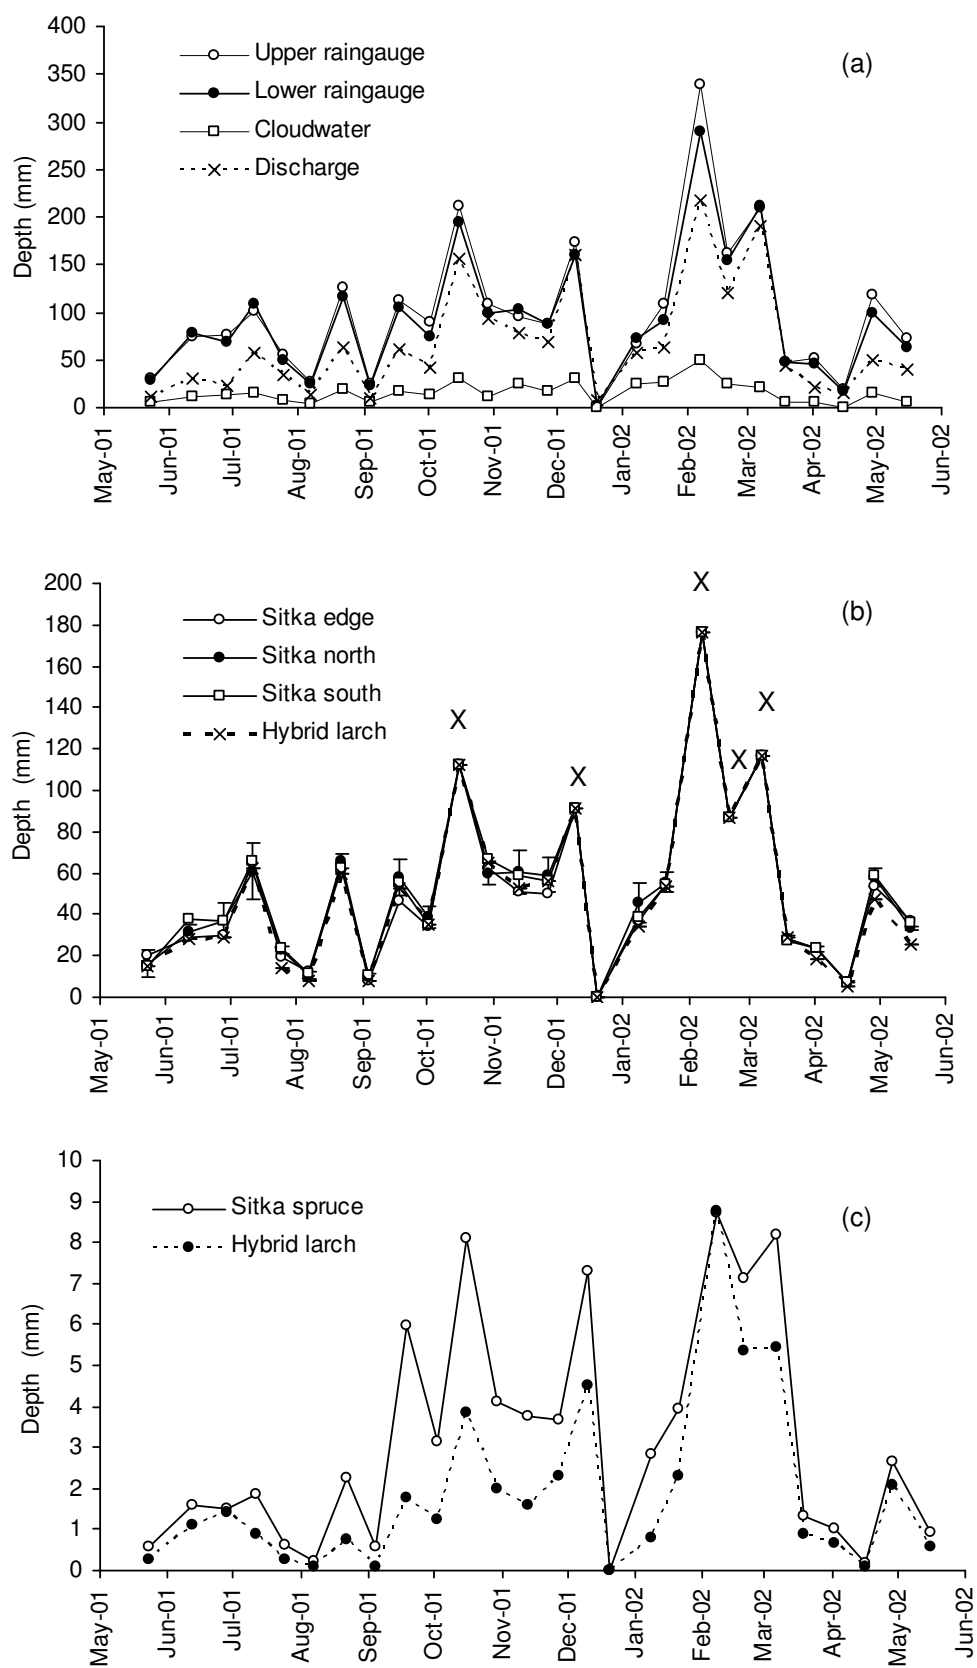 400
350
300
250
200
150
100
50
0
Depth (mm)
Upper raingauge
Lower raingauge
Cloudwater
Discharge
(a)
May-01
Jun-01
Jul-01
Aug-01
Sep-01
Oct-01
Nov-01
Dec-01
Jan-02
Feb-02
Mar-02
Apr-02
May-02
Jun-02
200
180
160
140
120
100
80
60
40
20
0
Depth (mm)
Sitka edge
Sitka north
Sitka south
Hybrid larch
(b)
X
X
X
X
X
May-01
Jun-01
Jul-01
Aug-01
Sep-01
Oct-01
Nov-01
Dec-01
Jan-02
Feb-02
Mar-02
Apr-02
May-02
Jun-02
10
9
8
7
6
5
4
3
2
1
0
Depth (mm)
Sitka spruce
Hybrid larch
(c)
May-01
Jun-01
Jul-01
Aug-01
Sep-01
Oct-01
Nov-01
Dec-01
Jan-02
Feb-02
Mar-02
Apr-02
May-02
Jun-02